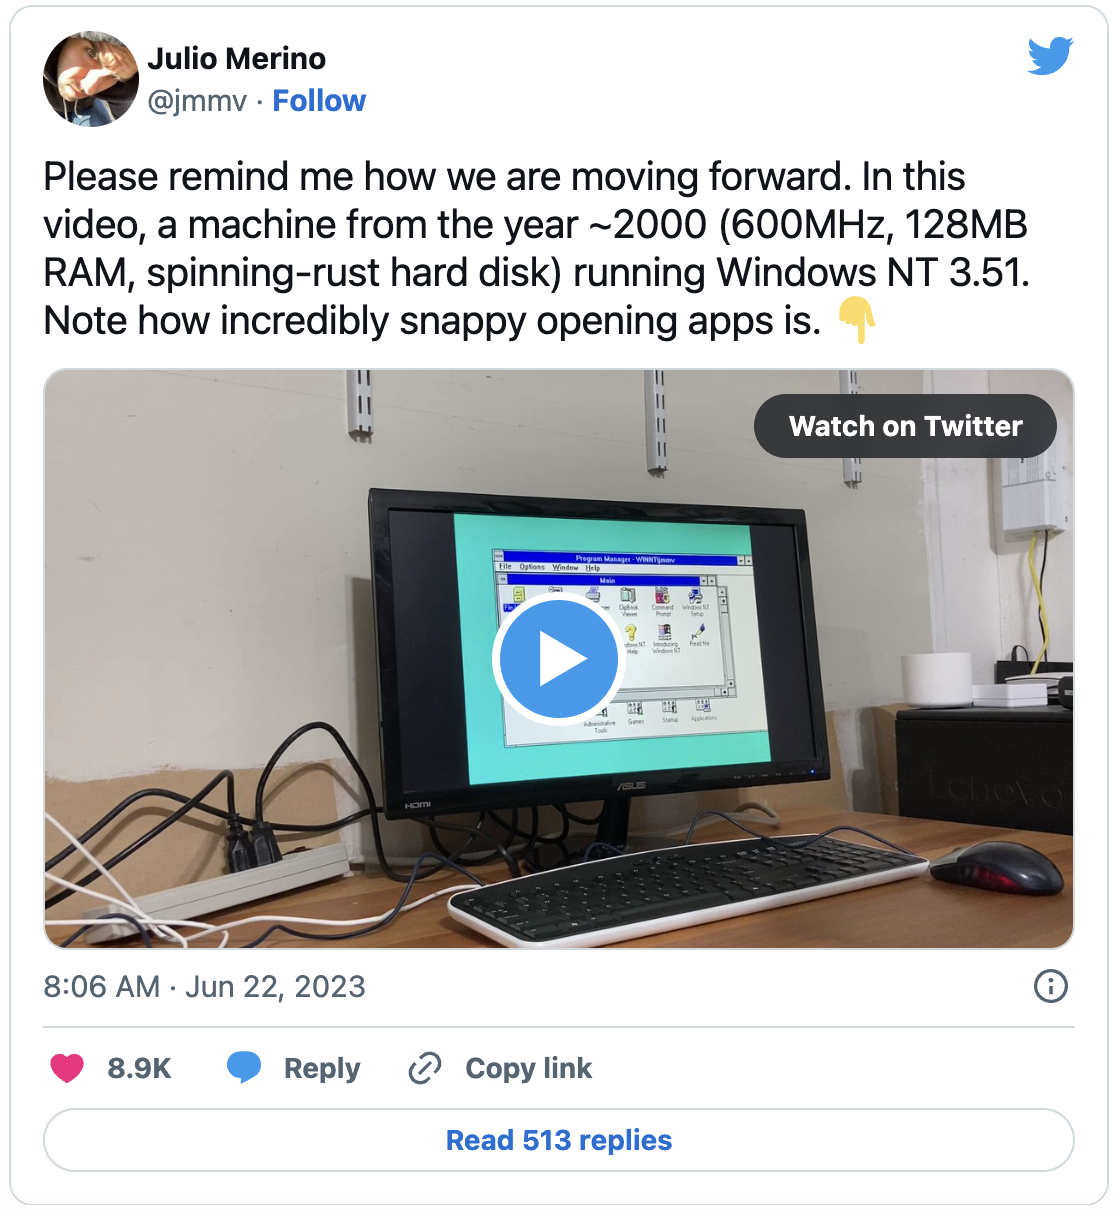 Julio Merino
@jmmv · Follow
Please remind me how we are moving forward. In this
video, a machine from the year ~2000 (600MHz, 128MB
RAM, spinning-rust hard disk) running Windows NT 3.51.
Note how incredibly snappy opening apps is. 👇
Watch on Twitter
Program Manager - WINNT\jmmv
File Options Window Help
Main
ClipBook Viewer
Command Prompt
Windows NT Setup
Help
Introducing Windows NT
Read Me
Administrative Tools
Games
Startup
Applications
ASUS
HDMI
Lenovo
8:06 AM · Jun 22, 2023
8.9K Reply Copy link
Read 513 replies